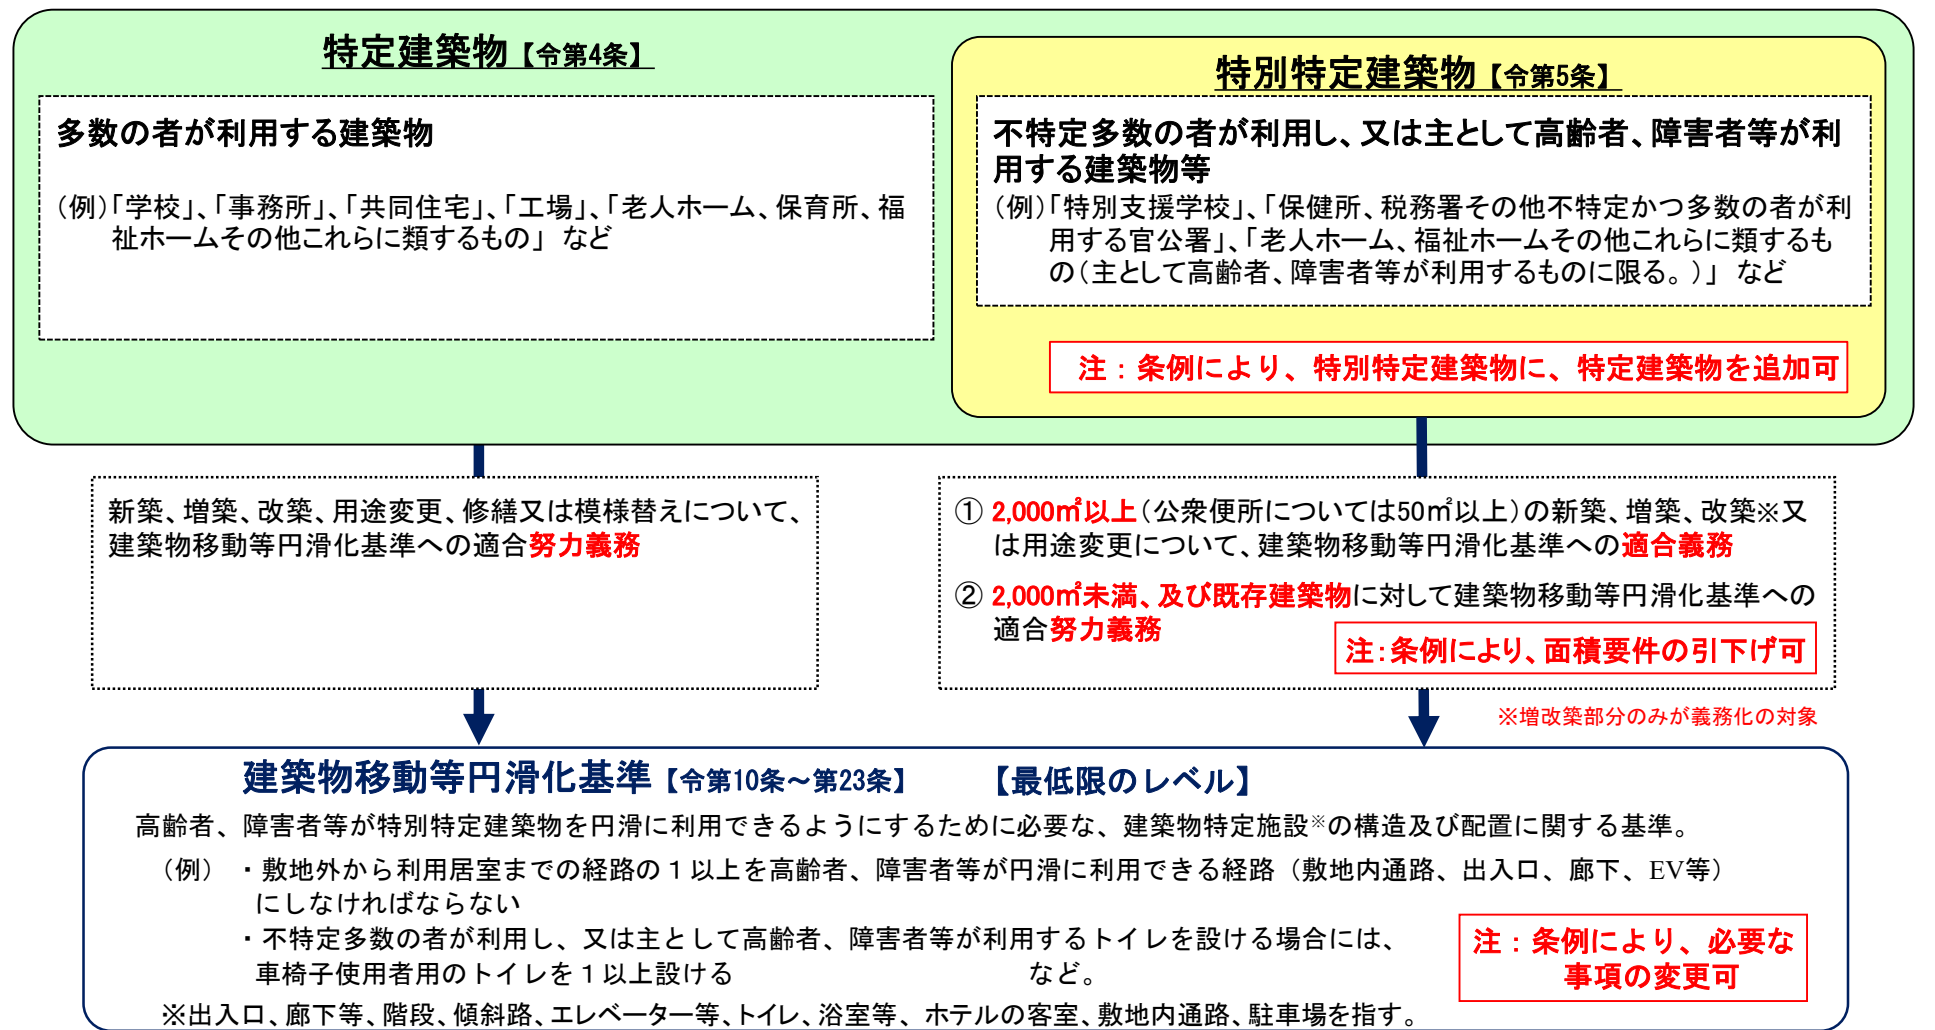 特定建築物【令第4条】
多数の者が利用する建築物
（例）「学校」、「事務所」、「共同住宅」、「工場」、「老人ホーム、保育所、福
祉ホームその他これらに類するもの」 など
特別特定建築物【令第5条】
不特定多数の者が利用し、又は主として高齢者、障害者等が利
用する建築物等
（例）「特別支援学校」、「保健所、税務署その他不特定かつ多数の者が利
用する官公署」、「老人ホーム、福祉ホームその他これらに類するも
の（主として高齢者、障害者等が利用するものに限る。）」 など
注：条例により、特別特定建築物に、特定建築物を追加可
新築、増築、改築、用途変更、修繕又は模様替えについて、
建築物移動等円滑化基準への適合努力義務
① 2,000㎡以上（公衆便所については50㎡以上）の新築、増築、改築※又
は用途変更について、建築物移動等円滑化基準への適合義務
② 2,000㎡未満、及び既存建築物に対して建築物移動等円滑化基準への
適合努力義務
注：条例により、面積要件の引下げ可
※増改築部分のみが義務化の対象
建築物移動等円滑化基準【令第10条～第23条】 【最低限のレベル】
高齢者、障害者等が特別特定建築物を円滑に利用できるようにするために必要な、建築物特定施設※の構造及び配置に関する基準。
（例） ・敷地外から利用居室までの経路の１以上を高齢者、障害者等が円滑に利用できる経路（敷地内通路、出入口、廊下、EV等）
にしなければならない
・不特定多数の者が利用し、又は主として高齢者、障害者等が利用するトイレを設ける場合には、
車椅子使用者用のトイレを１以上設ける など。
注：条例により、必要な
事項の変更可
※出入口、廊下等、階段、傾斜路、エレベーター等、トイレ、浴室等、ホテルの客室、敷地内通路、駐車場を指す。